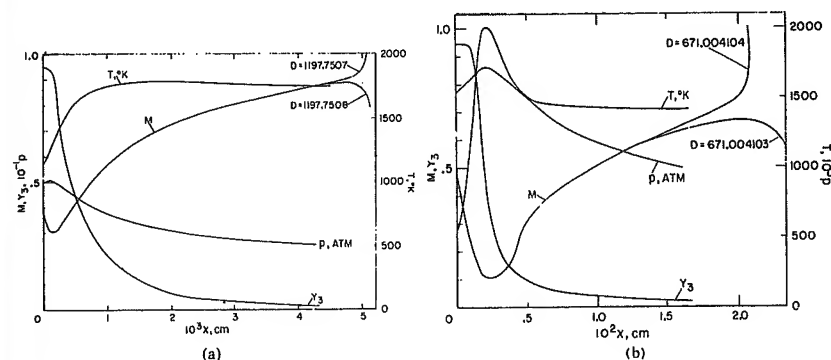 1.0
.5
0
M, Y₃, 10⁻¹p
2000
1500
1000
500
0
T, °K
T, °K
M
D=1197.7507
D=1197.7506
p, ATM
Y₃
0 1 2 3 4 5
10³x, cm
(a)
1.0
.5
0
M, Y₃
2000
1500
1000
500
0
D=671.004104
T, °K
p, ATM
D=671.004103
M
Y₃
0 .5 1.0 1.5 2.0
10²x, cm
(b)